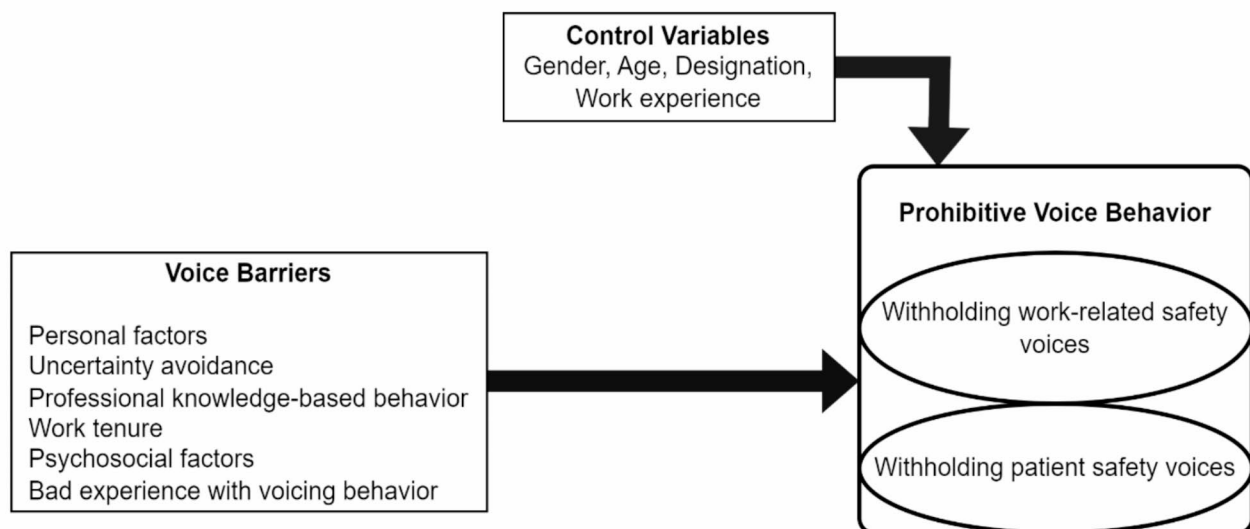 Control Variables
Gender, Age, Designation,
Work experience
Prohibitive Voice Behavior
Withholding work-related safety
voices
Withholding patient safety voices
Voice Barriers
Personal factors
Uncertainty avoidance
Professional knowledge-based behavior
Work tenure
Psychosocial factors
Bad experience with voicing behavior